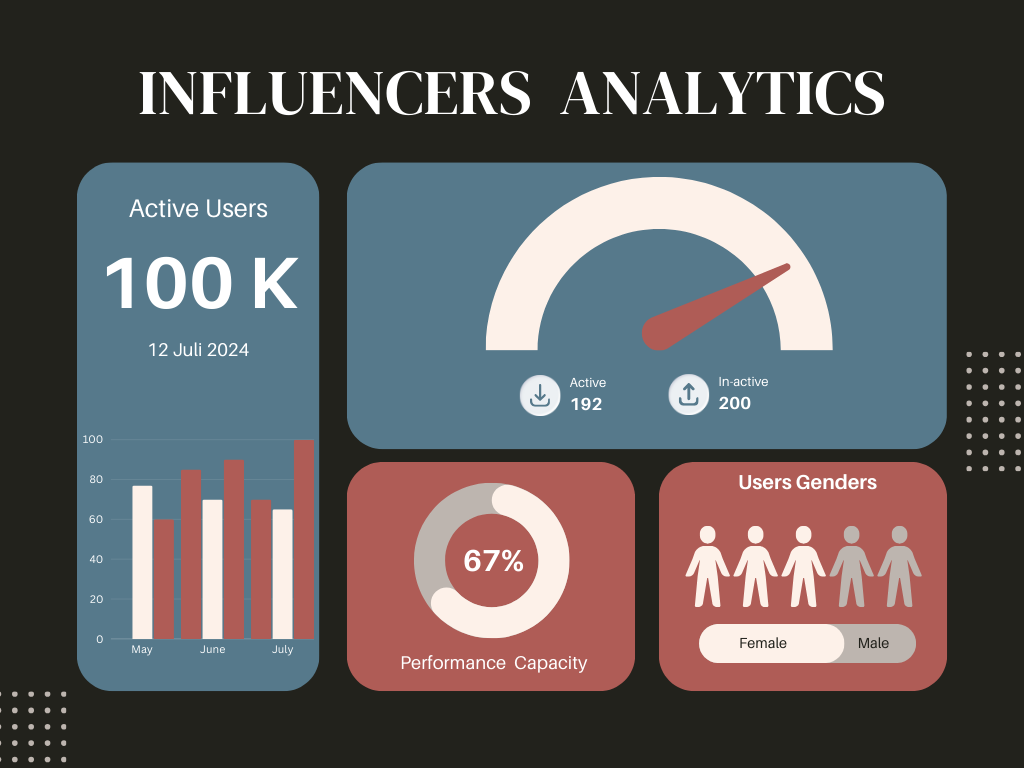 INFLUENCERS ANALYTICS
Active Users
100 K
12 Juli 2024
100
80
60
40
20
0
May June July
Active
192
In-active
200
67%
Performance Capacity
Users Genders
Female Male